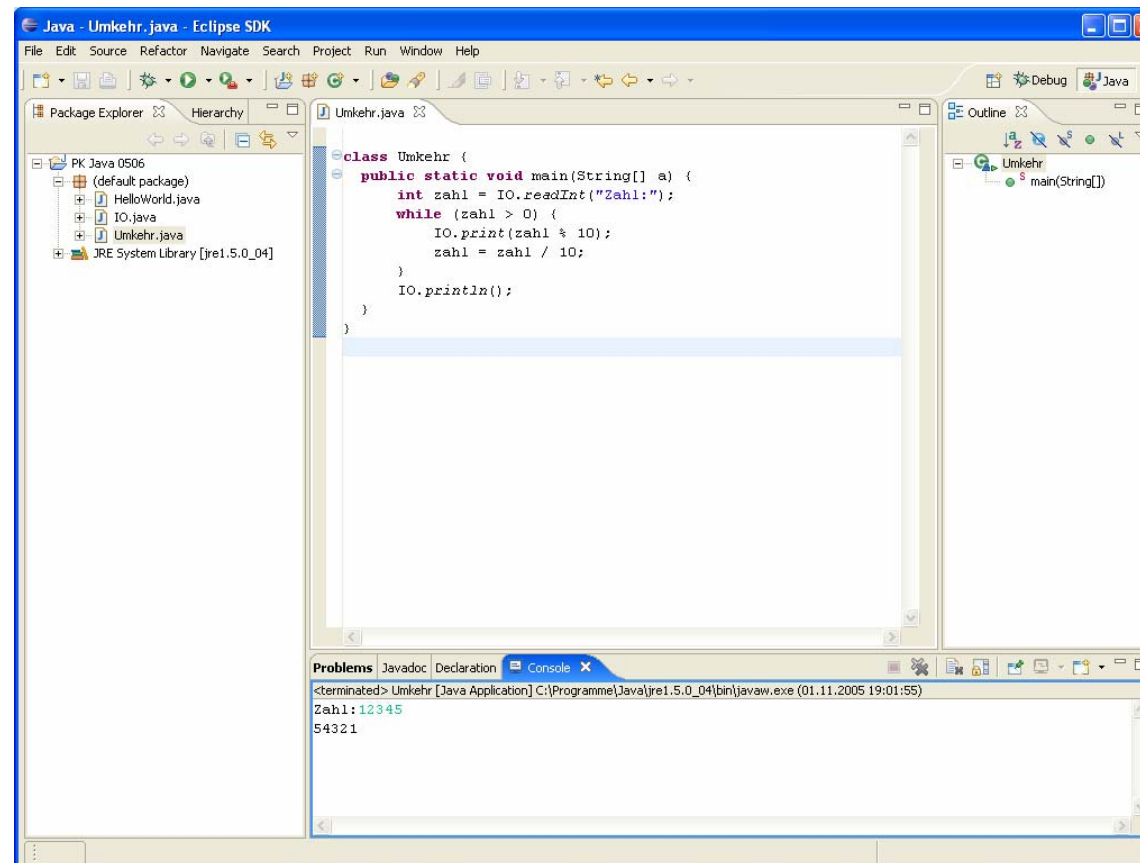 Java - Umkehr.java - Eclipse SDK
File Edit Source Refactor Navigate Search Project Run Window Help
Debug Java
Package Explorer Hierarchy
PK Java 0506
(default package)
HelloWorld.java
IO.java
Umkehr.java
JRE System Library [jre1.5.0_04]
Umkehr.java
class Umkehr {
public static void main(String[] a) {
int zahl = IO.readInt("Zahl:");
while (zahl > 0) {
IO.print(zahl % 10);
zahl = zahl / 10;
}
IO.println();
}
}
Outline
Umkehr
main(String[])
Problems Javadoc Declaration Console
<terminated> Umkehr [Java Application] C:\Programme\Java\jre1.5.0_04\bin\javaw.exe (01.11.2005 19:01:55)
Zahl:12345
54321